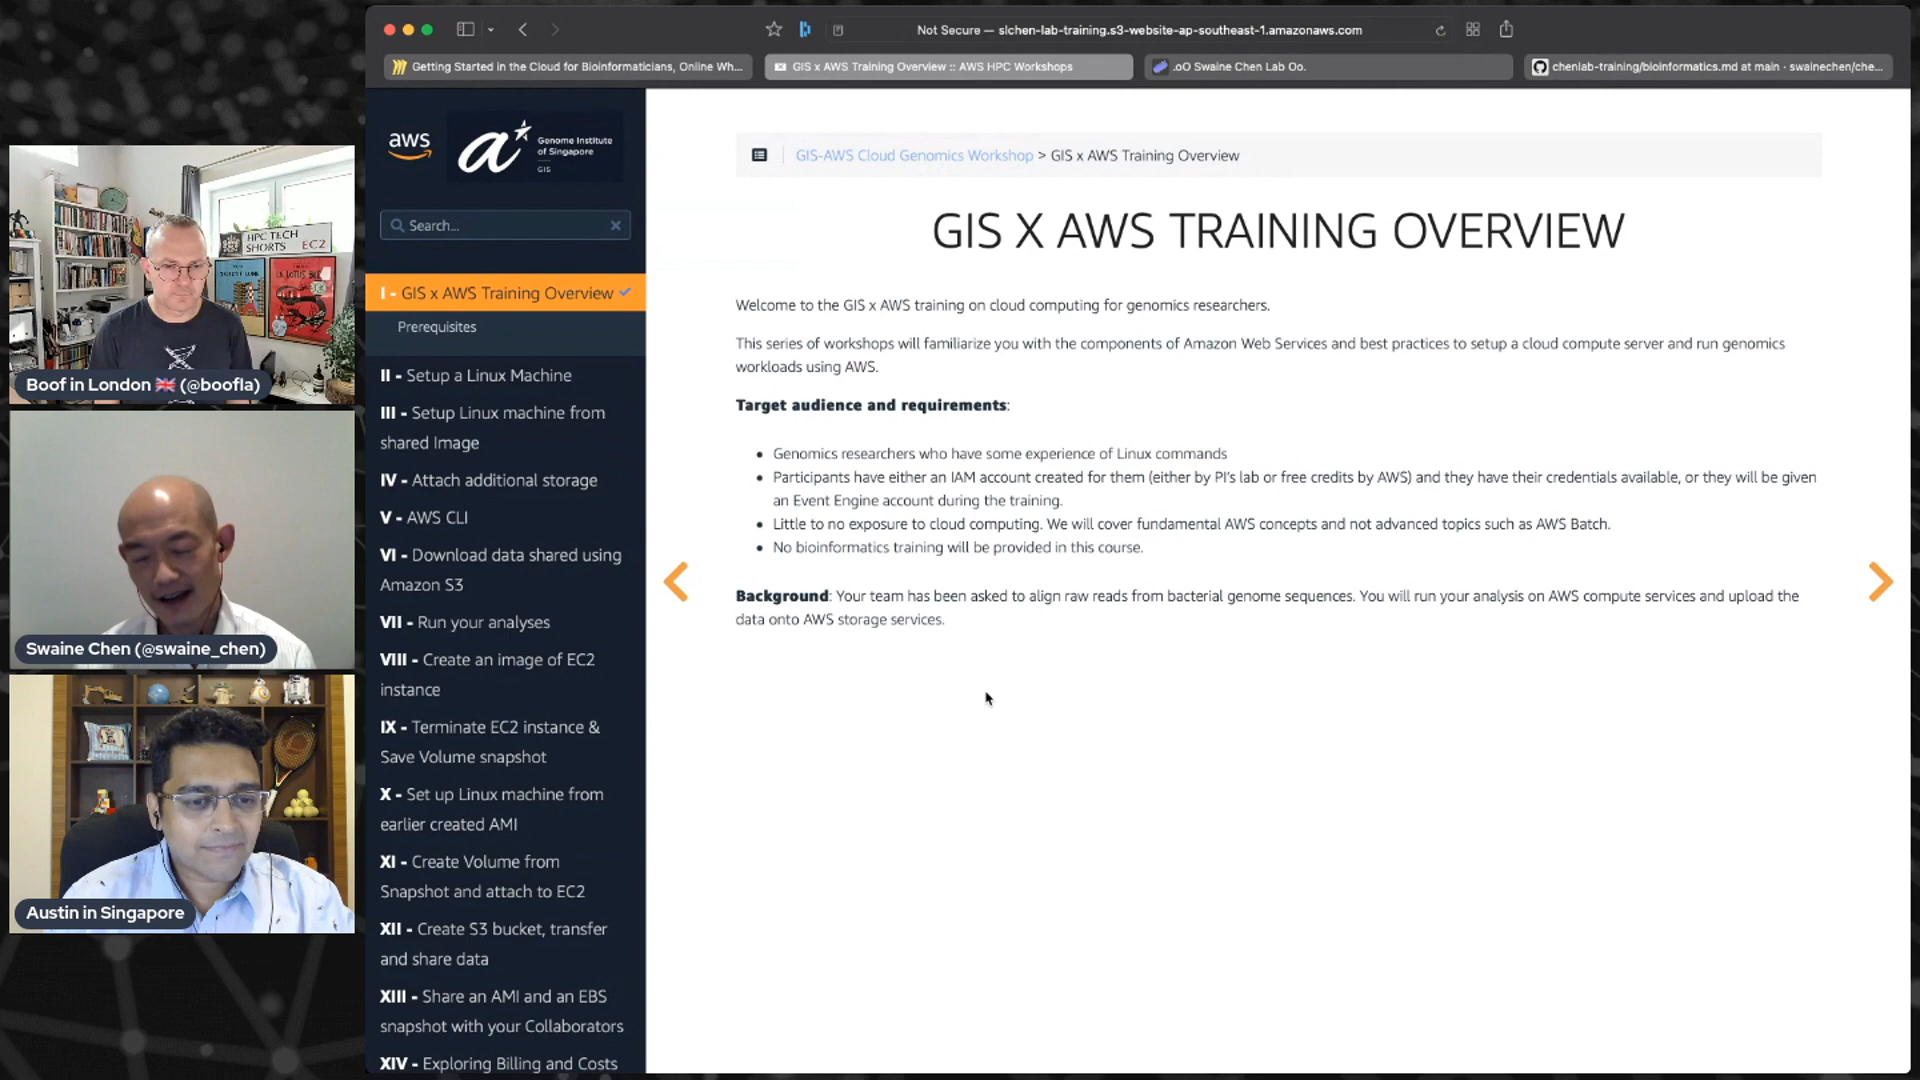 Not Secure — slchen-lab-training.s3-website-ap-southeast-1.amazonaws.com
Getting Started in the Cloud for Bioinformaticians, Online Wh...
GIS x AWS Training Overview :: AWS HPC Workshops
.oO Swaine Chen Lab Oo.
chenlab-training/bioinformatics.md at main · swainechen/che...
aws
a
Genome Institute
of Singapore
GIS
Search...
I - GIS x AWS Training Overview
Prerequisites
II - Setup a Linux Machine
III - Setup Linux machine from
shared Image
IV - Attach additional storage
V - AWS CLI
VI - Download data shared using
Amazon S3
VII - Run your analyses
VIII - Create an image of EC2
instance
IX - Terminate EC2 instance &
Save Volume snapshot
X - Set up Linux machine from
earlier created AMI
XI - Create Volume from
Snapshot and attach to EC2
XII - Create S3 bucket, transfer
and share data
XIII - Share an AMI and an EBS
snapshot with your Collaborators
XIV - Exploring Billing and Costs
GIS-AWS Cloud Genomics Workshop > GIS x AWS Training Overview
GIS X AWS TRAINING OVERVIEW
Welcome to the GIS x AWS training on cloud computing for genomics researchers.
This series of workshops will familiarize you with the components of Amazon Web Services and best practices to setup a cloud compute server and run genomics
workloads using AWS.
Target audience and requirements:
Genomics researchers who have some experience of Linux commands
Participants have either an IAM account created for them (either by PI's lab or free credits by AWS) and they have their credentials available, or they will be given
an Event Engine account during the training.
Little to no exposure to cloud computing. We will cover fundamental AWS concepts and not advanced topics such as AWS Batch.
No bioinformatics training will be provided in this course.
Background: Your team has been asked to align raw reads from bacterial genome sequences. You will run your analysis on AWS compute services and upload the
data onto AWS storage services.
HPC TECH
SHORTS EC2
Boof in London 🇬🇧 (@boofla)
Swaine Chen (@swaine_chen)
Austin in Singapore